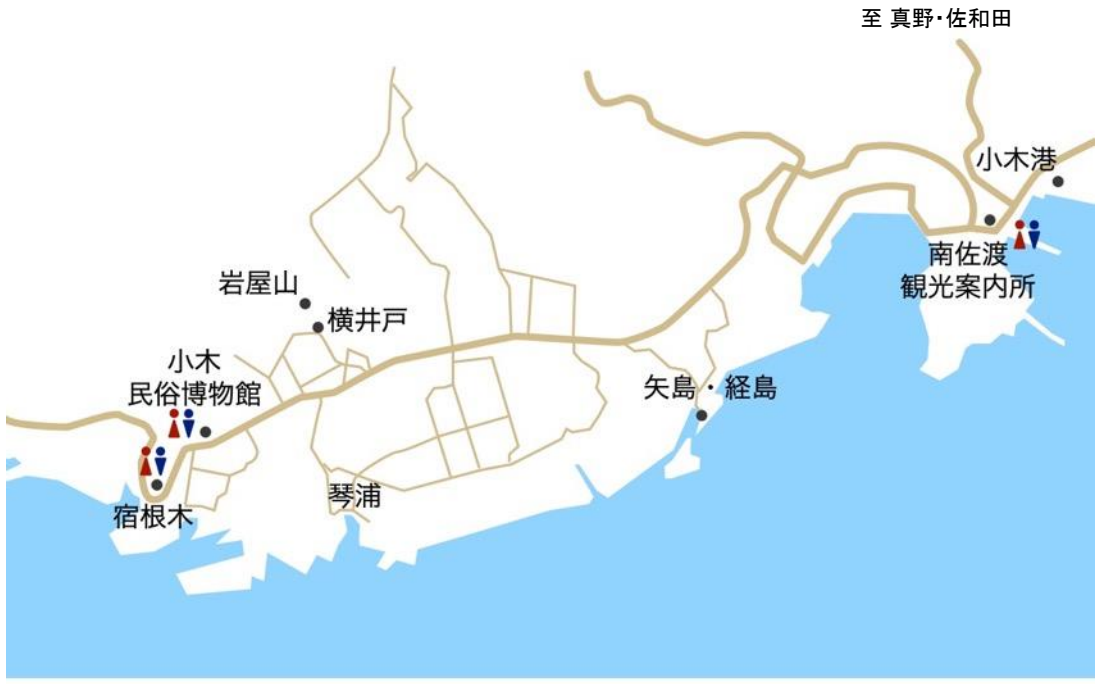 至 真野・佐和田
小木港
南佐渡
観光案内所
岩屋山
横井戸
小木
民俗博物館
矢島・経島
琴浦
宿根木